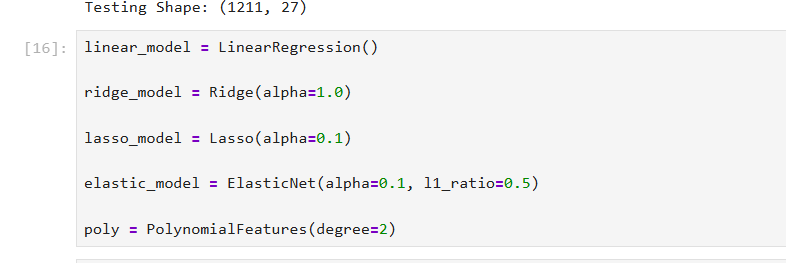 Testing Shape: (1211, 27)
[16]: linear_model = LinearRegression()
ridge_model = Ridge(alpha=1.0)
lasso_model = Lasso(alpha=0.1)
elastic_model = ElasticNet(alpha=0.1, l1_ratio=0.5)
poly = PolynomialFeatures(degree=2)